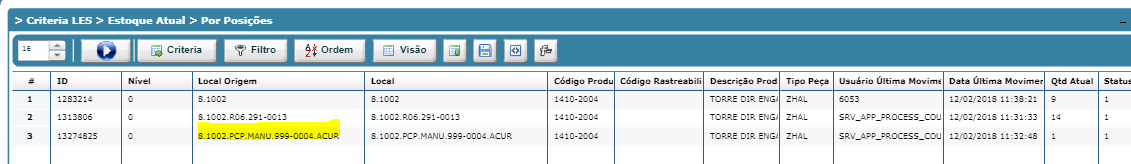 > Criteria LES > Estoque Atual > Por Posições
16 Criteria Filtro Ordem Visão
# ID Nível Local Origem Local Código Produ Código Rastreabili Descrição Prod Tipo Peça Usuário Última Movime Data Última Movimer Qtd Atual Status
1 1283214 0 8.1002 8.1002 1410-2004 TORRE DIR ENGA ZHAL 6053 12/02/2018 11:38:21 9 1
2 1313806 0 8.1002.R06.291-0013 8.1002.R06.291-0013 1410-2004 TORRE DIR ENGA ZHAL SRV_APP_PROCESS_COU 12/02/2018 11:31:33 14 1
3 13274825 0 8.1002.PCP.MANU.999-0004.ACUR 8.1002.PCP.MANU.999-0004.ACUR 1410-2004 TORRE DIR ENGA ZHAL SRV_APP_PROCESS_COU 12/02/2018 11:32:48 1 1